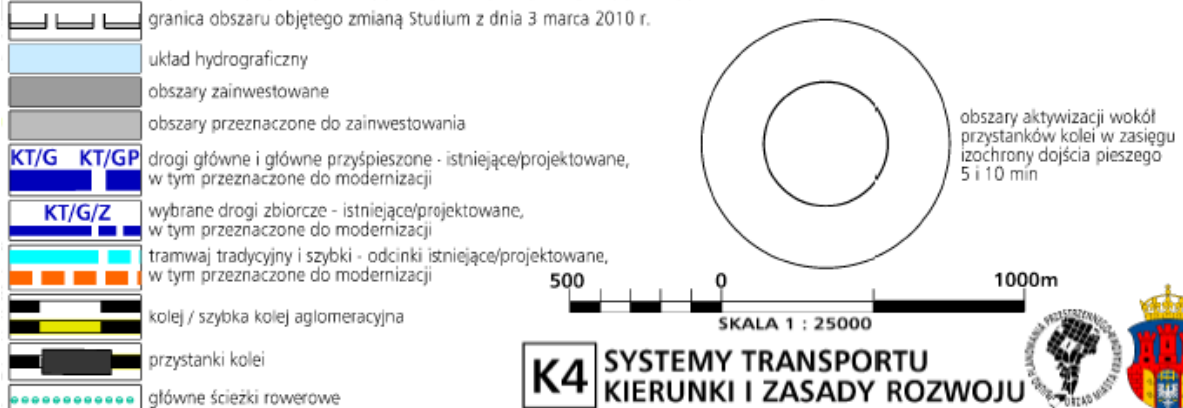 granica obszaru objętego zmianą Studium z dnia 3 marca 2010 r.
układ hydrograficzny
obszary zainwestowane
obszary przeznaczone do zainwestowania
KT/G KT/GP
drogi główne i główne przyśpieszone - istniejące/projektowane,
w tym przeznaczone do modernizacji
KT/G/Z
wybrane drogi zbiorcze - istniejące/projektowane,
w tym przeznaczone do modernizacji
tramwaj tradycyjny i szybki - odcinki istniejące/projektowane,
w tym przeznaczone do modernizacji
kolej / szybka kolej aglomeracyjna
przystanki kolei
główne ścieżki rowerowe
obszary aktywizacji wokół
przystanków kolei w zasięgu
izochrony dojścia pieszego
5 i 10 min
500 0 1000m
SKALA 1 : 25000
K4
SYSTEMY TRANSPORTU
KIERUNKI I ZASADY ROZWOJU